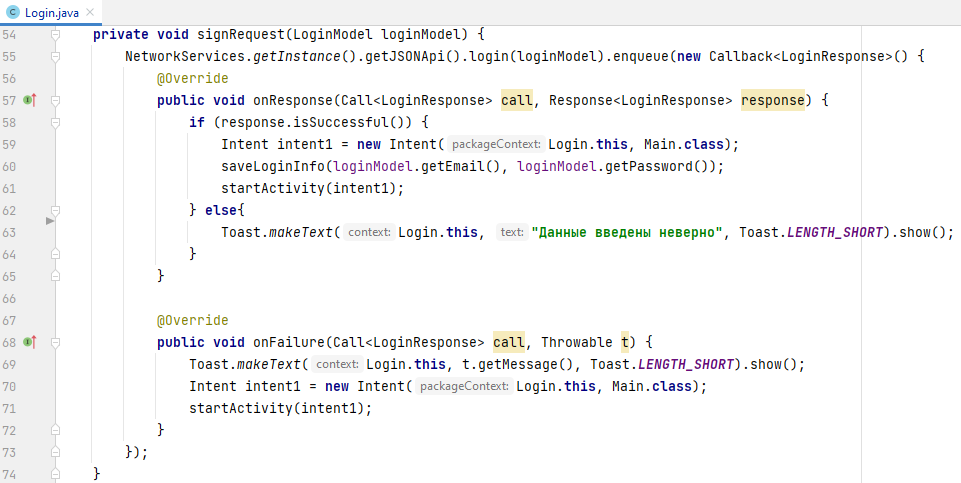 Login.java
54 private void signRequest(LoginModel loginModel) {
55 NetworkServices.getInstance().getJSONApi().login(loginModel).enqueue(new Callback<LoginResponse>() {
56 @Override
57 public void onResponse(Call<LoginResponse> call, Response<LoginResponse> response) {
58 if (response.isSuccessful()) {
59 Intent intent1 = new Intent( packageContext: Login.this, Main.class);
60 saveLoginInfo(loginModel.getEmail(), loginModel.getPassword());
61 startActivity(intent1);
62 } else{
63 Toast.makeText( context: Login.this, text: "Данные введены неверно", Toast.LENGTH_SHORT).show();
64 }
65 }
66
67 @Override
68 public void onFailure(Call<LoginResponse> call, Throwable t) {
69 Toast.makeText( context: Login.this, t.getMessage(), Toast.LENGTH_SHORT).show();
70 Intent intent1 = new Intent( packageContext: Login.this, Main.class);
71 startActivity(intent1);
72 }
73 });
74 }